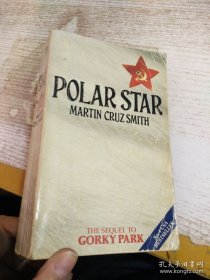 POLAR STAR
MARTIN CRUZ SMITH
THE SEQUEL TO
GORKY PARK